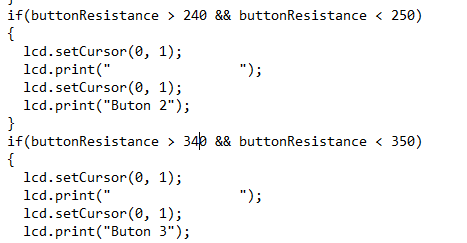 }
if(buttonResistance > 240 && buttonResistance < 250)
{
  lcd.setCursor(0, 1);
  lcd.print("                ");
  lcd.setCursor(0, 1);
  lcd.print("Buton 2");
}
if(buttonResistance > 340 && buttonResistance < 350)
{
  lcd.setCursor(0, 1);
  lcd.print("                ");
  lcd.setCursor(0, 1);
  lcd.print("Buton 3");